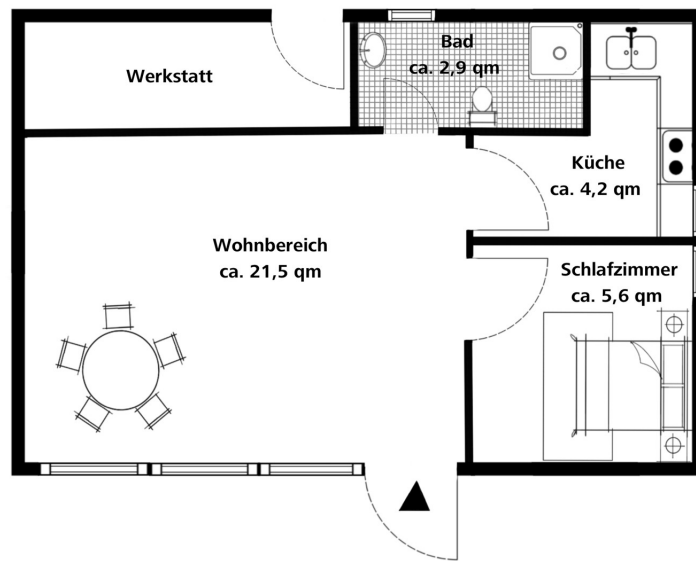 Werkstatt
Bad
ca. 2,9 qm
Küche
ca. 4,2 qm
Wohnbereich
ca. 21,5 qm
Schlafzimmer
ca. 5,6 qm